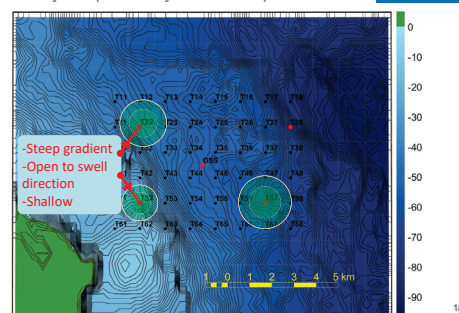 T11 T12 T13 T14 T15 T16 T17 T18
T22 T23 T24 T25 T26 T27 T28
T33 T34 T35 T36 T37 T38
OSS
-Steep gradient
-Open to swell
direction
-Shallow
T42 T43 T44 T45 T46 T47 T48
T52 T53 T54 T55 T56 T57 T58
T61 T62 T63 T64 T65 T66 T67 T68
1 0 1 2 3 4 5 km
0
-10
-20
-30
-40
-50
-60
-70
-80
-90